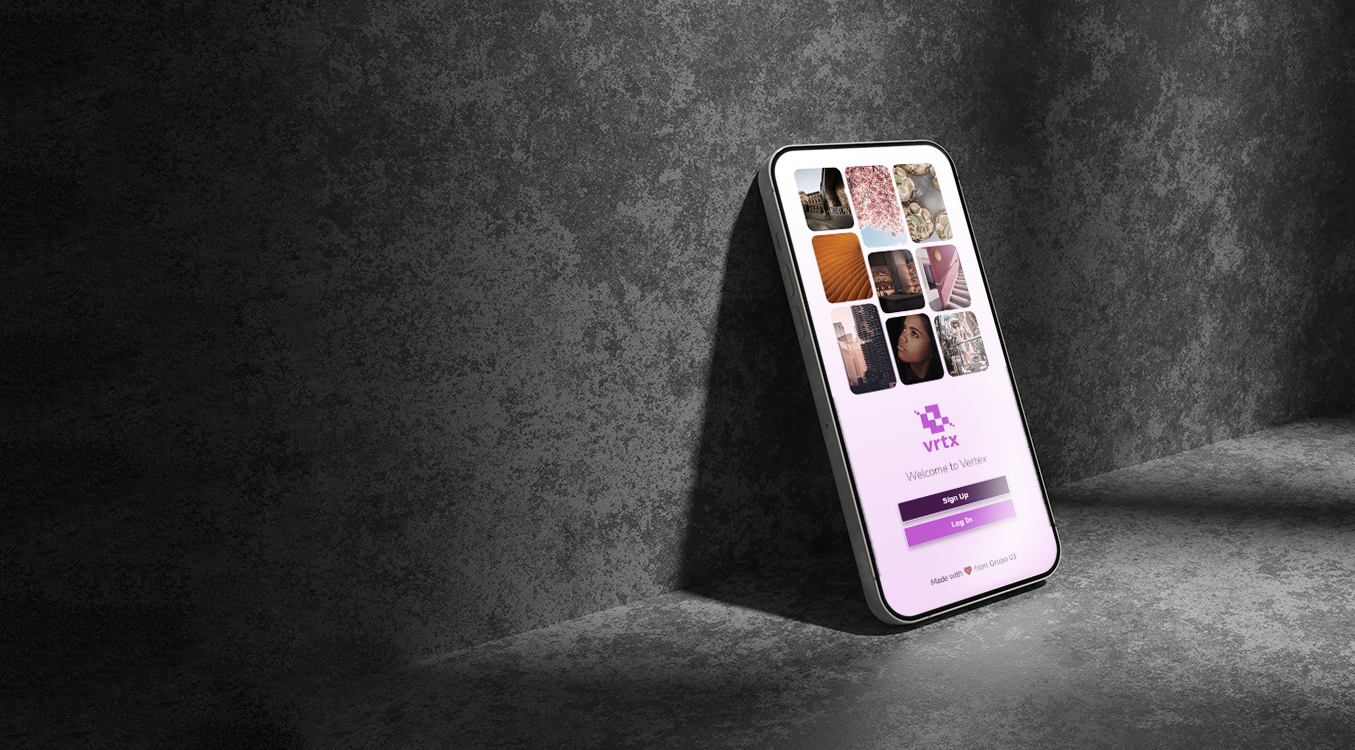 vrtx
Welcome to Vertex
Sign Up
Log In
Made with ❤️ from Grupo 03